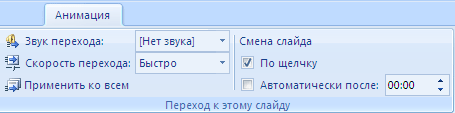 Анимация
Звук перехода: [Нет звука]
Скорость перехода: Быстро
Применить ко всем
Смена слайда
По щелчку
Автоматически после: 00:00
Переход к этому слайду